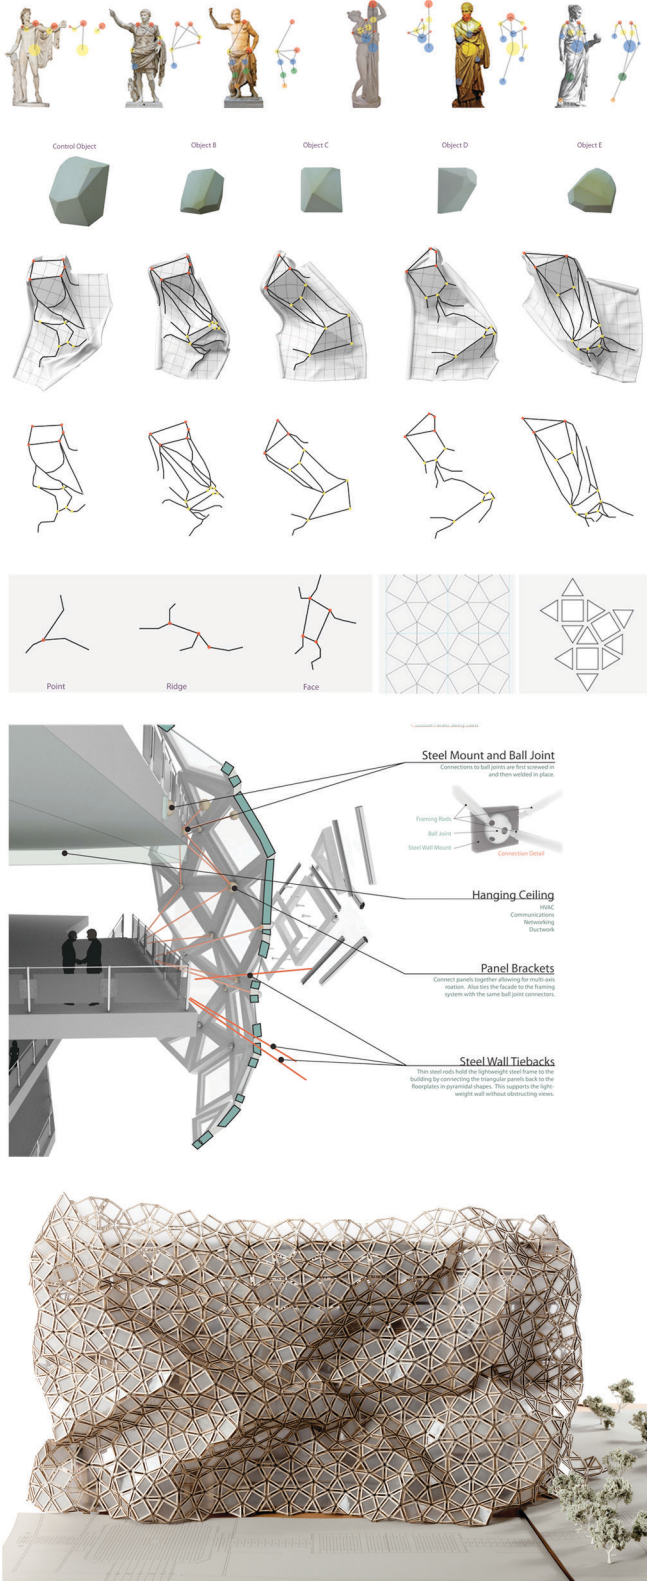 Control Object
Object B
Object C
Object D
Object E
Point
Ridge
Face
Steel Mount and Ball Joint
Connections to ball joints are first screwed in
and then welded in place.
Framing Rods
Ball Joint
Steel Wall Mount
Connection Detail
Hanging Ceiling
HVAC
Communications
Networking
Ductwork
Panel Brackets
Connect panels together allowing for multi-axis
roation. Also ties the facade to the framing
system with the same ball joint connectors.
Steel Wall Tiebacks
Thin steel rods hold the lightweight steel frame to the
building by connecting the triangular panels back to the
floorplates in pyramidal shapes. This supports the light-
weight wall without obstructing views.